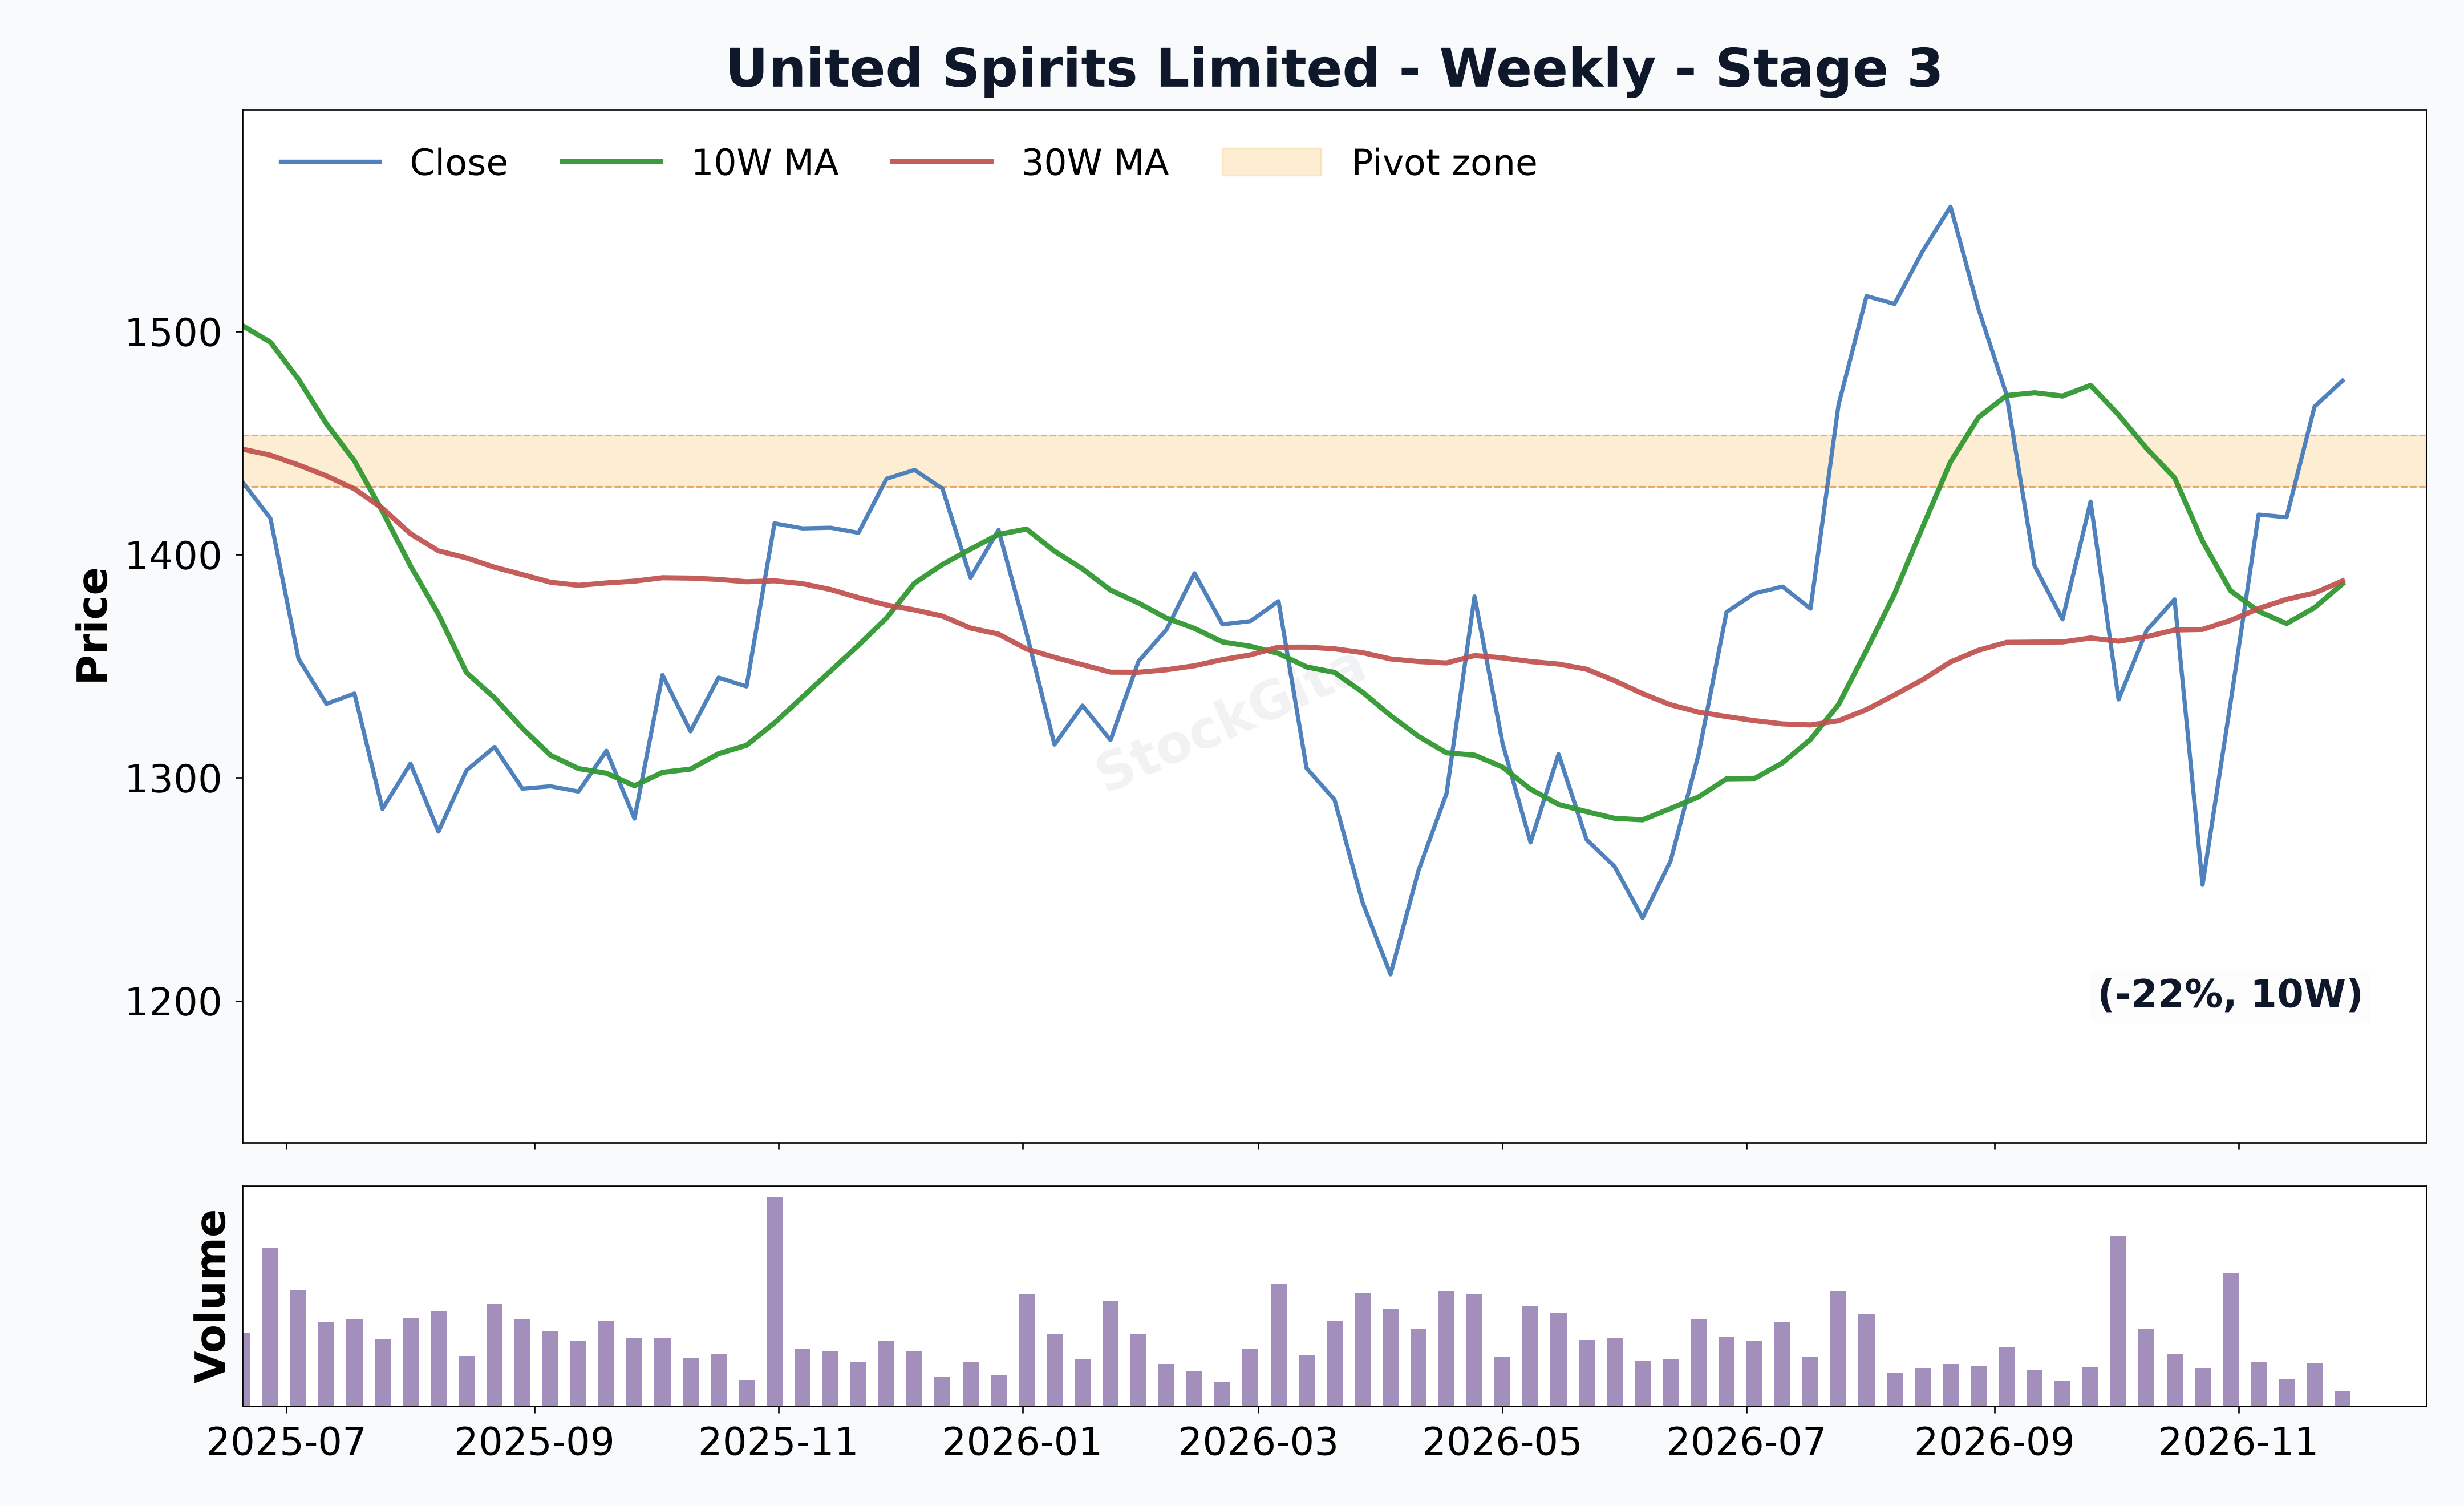 United Spirits Limited - Weekly - Stage 3
Close 10W MA 30W MA Pivot zone
Price
1500
1400
1300
1200
StockGita
(-22%, 10W)
Volume
2025-07 2025-09 2025-11 2026-01 2026-03 2026-05 2026-07 2026-09 2026-11